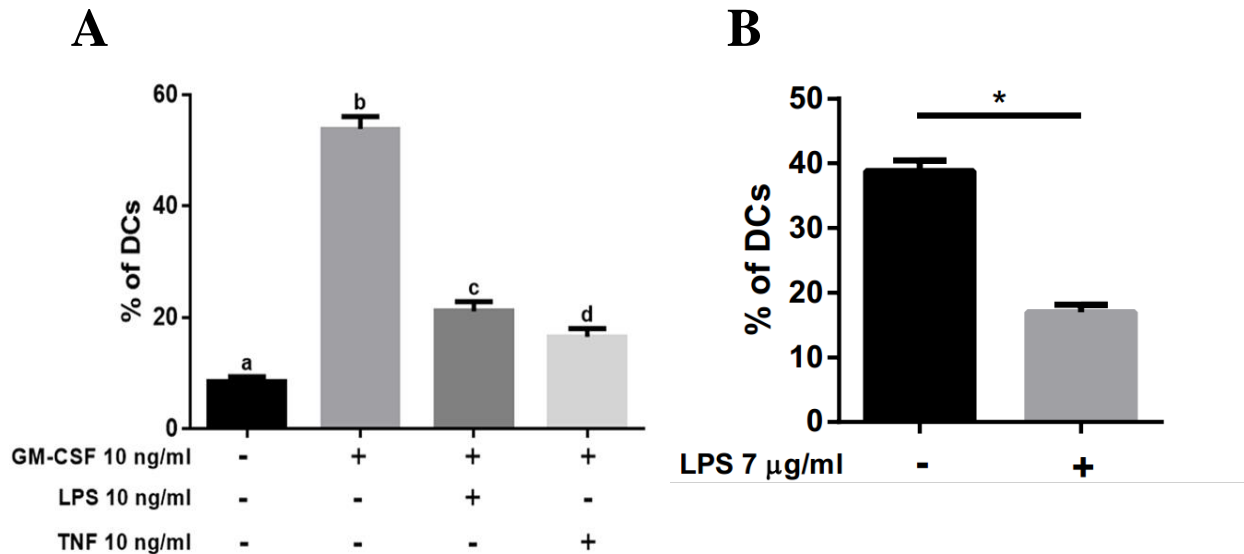 A
60
40
20
0
% of DCs
a
b
c
d
GM-CSF 10 ng/ml - + + +
LPS 10 ng/ml - - + -
TNF 10 ng/ml - - - +
B
50
40
30
20
10
0
% of DCs
*
LPS 7 µg/ml - +